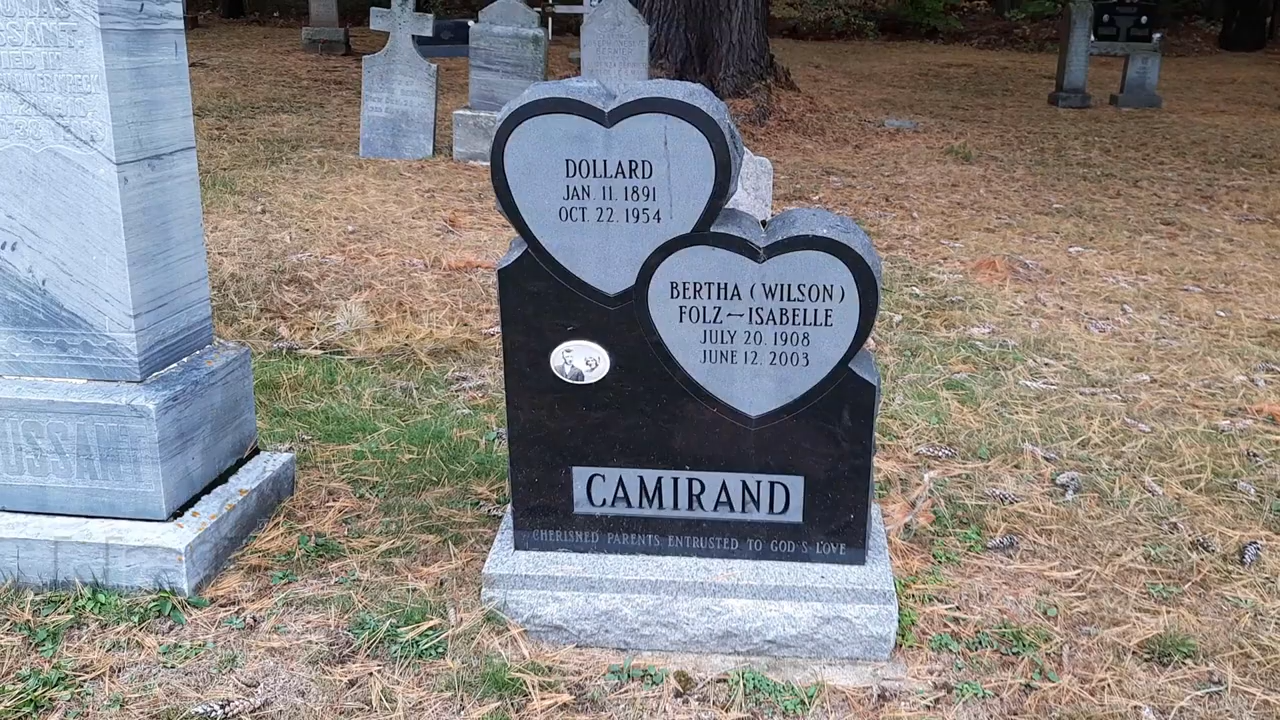 DOLLARD
JAN. 11. 1891
OCT. 22. 1954
BERTHA (WILSON)
FOLZ~ISABELLE
JULY 20. 1908
JUNE 12. 2003
CAMIRAND
CHERISHED PARENTS ENTRUSTED TO GOD'S LOVE